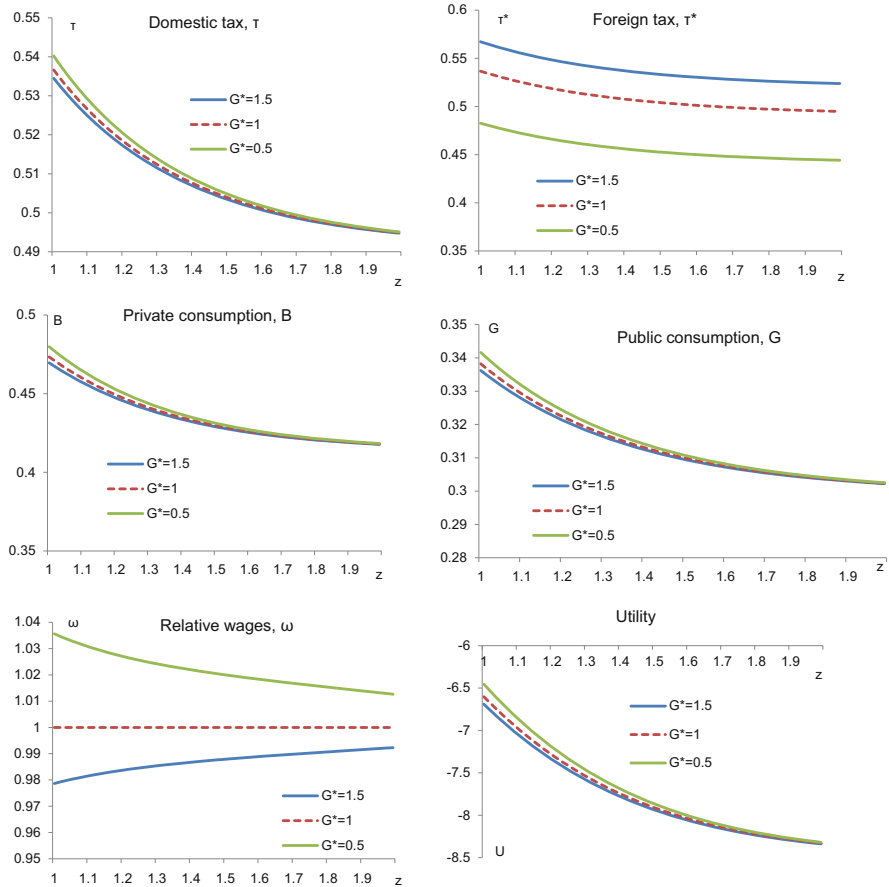 Domestic tax, τ
τ
0.55
0.54
0.53
0.52
0.51
0.5
0.49
G*=1.5
G*=1
G*=0.5
1 1.1 1.2 1.3 1.4 1.5 1.6 1.7 1.8 1.9
z
Foreign tax, τ*
τ*
0.6
0.55
0.5
0.45
0.4
0.35
G*=1.5
G*=1
G*=0.5
1 1.1 1.2 1.3 1.4 1.5 1.6 1.7 1.8 1.9
z
Private consumption, B
B
0.5
0.45
0.4
0.35
G*=1.5
G*=1
G*=0.5
1 1.1 1.2 1.3 1.4 1.5 1.6 1.7 1.8 1.9
z
Public consumption, G
G
0.35
0.34
0.33
0.32
0.31
0.3
0.29
0.28
G*=1.5
G*=1
G*=0.5
1 1.1 1.2 1.3 1.4 1.5 1.6 1.7 1.8 1.9
z
Relative wages, ω
ω
1.04
1.03
1.02
1.01
1
0.99
0.98
0.97
0.96
0.95
G*=1.5
G*=1
G*=0.5
1 1.1 1.2 1.3 1.4 1.5 1.6 1.7 1.8 1.9
z
Utility
-6
-6.5
-7
-7.5
-8
-8.5
1 1.1 1.2 1.3 1.4 1.5 1.6 1.7 1.8 1.9
z
G*=1.5
G*=1
G*=0.5
U